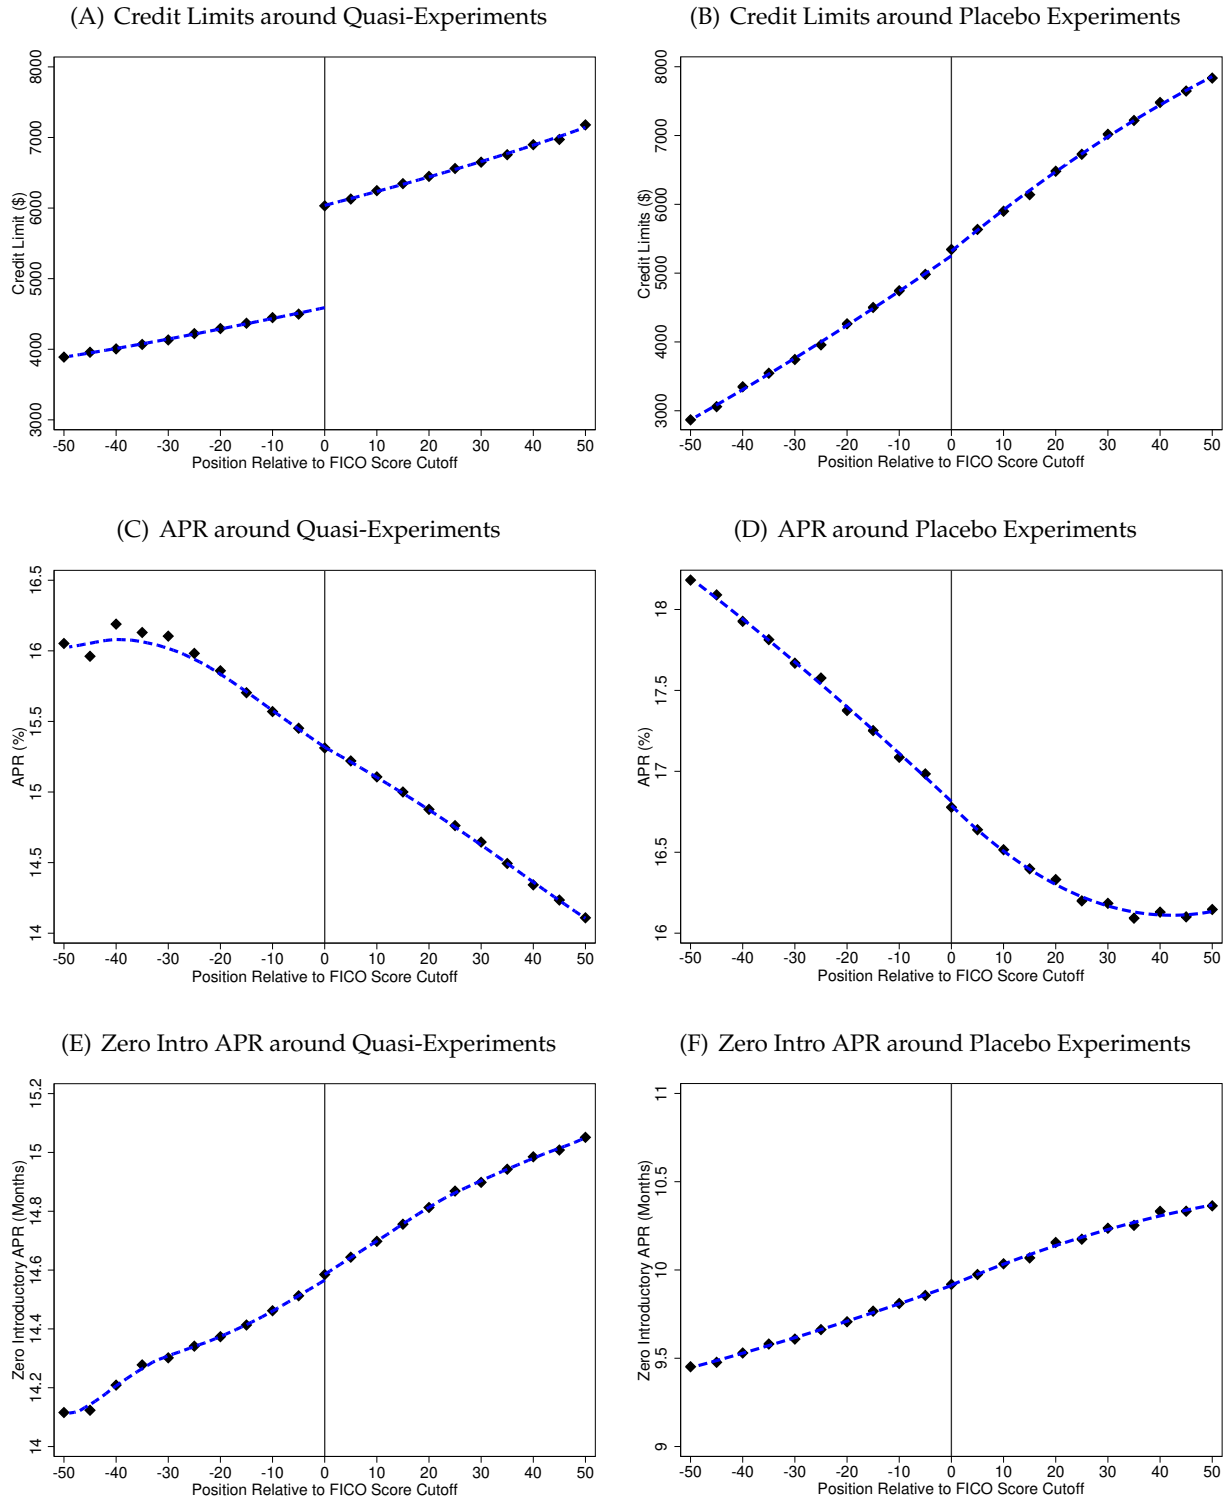 (A) Credit Limits around Quasi-Experiments
Credit Limit ($)
3000 4000 5000 6000 7000 8000
-50 -40 -30 -20 -10 0 10 20 30 40 50
Position Relative to FICO Score Cutoff
(B) Credit Limits around Placebo Experiments
Credit Limits ($)
3000 4000 5000 6000 7000 8000
-50 -40 -30 -20 -10 0 10 20 30 40 50
Position Relative to FICO Score Cutoff
(C) APR around Quasi-Experiments
APR (%)
14 14.5 15 15.5 16 16.5
-50 -40 -30 -20 -10 0 10 20 30 40 50
Position Relative to FICO Score Cutoff
(D) APR around Placebo Experiments
APR (%)
16 16.5 17 17.5 18
-50 -40 -30 -20 -10 0 10 20 30 40 50
Position Relative to FICO Score Cutoff
(E) Zero Intro APR around Quasi-Experiments
Zero Introductory APR (Months)
14 14.2 14.4 14.6 14.8 15 15.2
-50 -40 -30 -20 -10 0 10 20 30 40 50
Position Relative to FICO Score Cutoff
(F) Zero Intro APR around Placebo Experiments
Zero Introductory APR (Months)
9 9.5 10 10.5 11
-50 -40 -30 -20 -10 0 10 20 30 40 50
Position Relative to FICO Score Cutoff